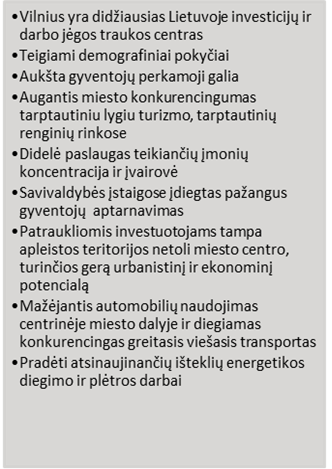 •Vilnius yra didžiausias Lietuvoje investicijų ir
darbo jėgos traukos centras
•Teigiami demografiniai pokyčiai
•Aukšta gyventojų perkamoji galia
•Augantis miesto konkurencingumas
tarptautiniu lygiu turizmo, tarptautinių
renginių rinkose
•Didelė paslaugas teikiančių įmonių
koncentracija ir įvairovė
•Savivaldybės įstaigose įdiegtas pažangus
gyventojų aptarnavimas
•Patraukliomis investuotojams tampa
apleistos teritorijos netoli miesto centro,
turinčios gerą urbanistinį ir ekonominį
potencialą
•Mažėjantis automobilių naudojimas
centrinėje miesto dalyje ir diegiamas
konkurencingas greitasis viešasis transportas
•Pradėti atsinaujinančių išteklių energetikos
diegimo ir plėtros darbai